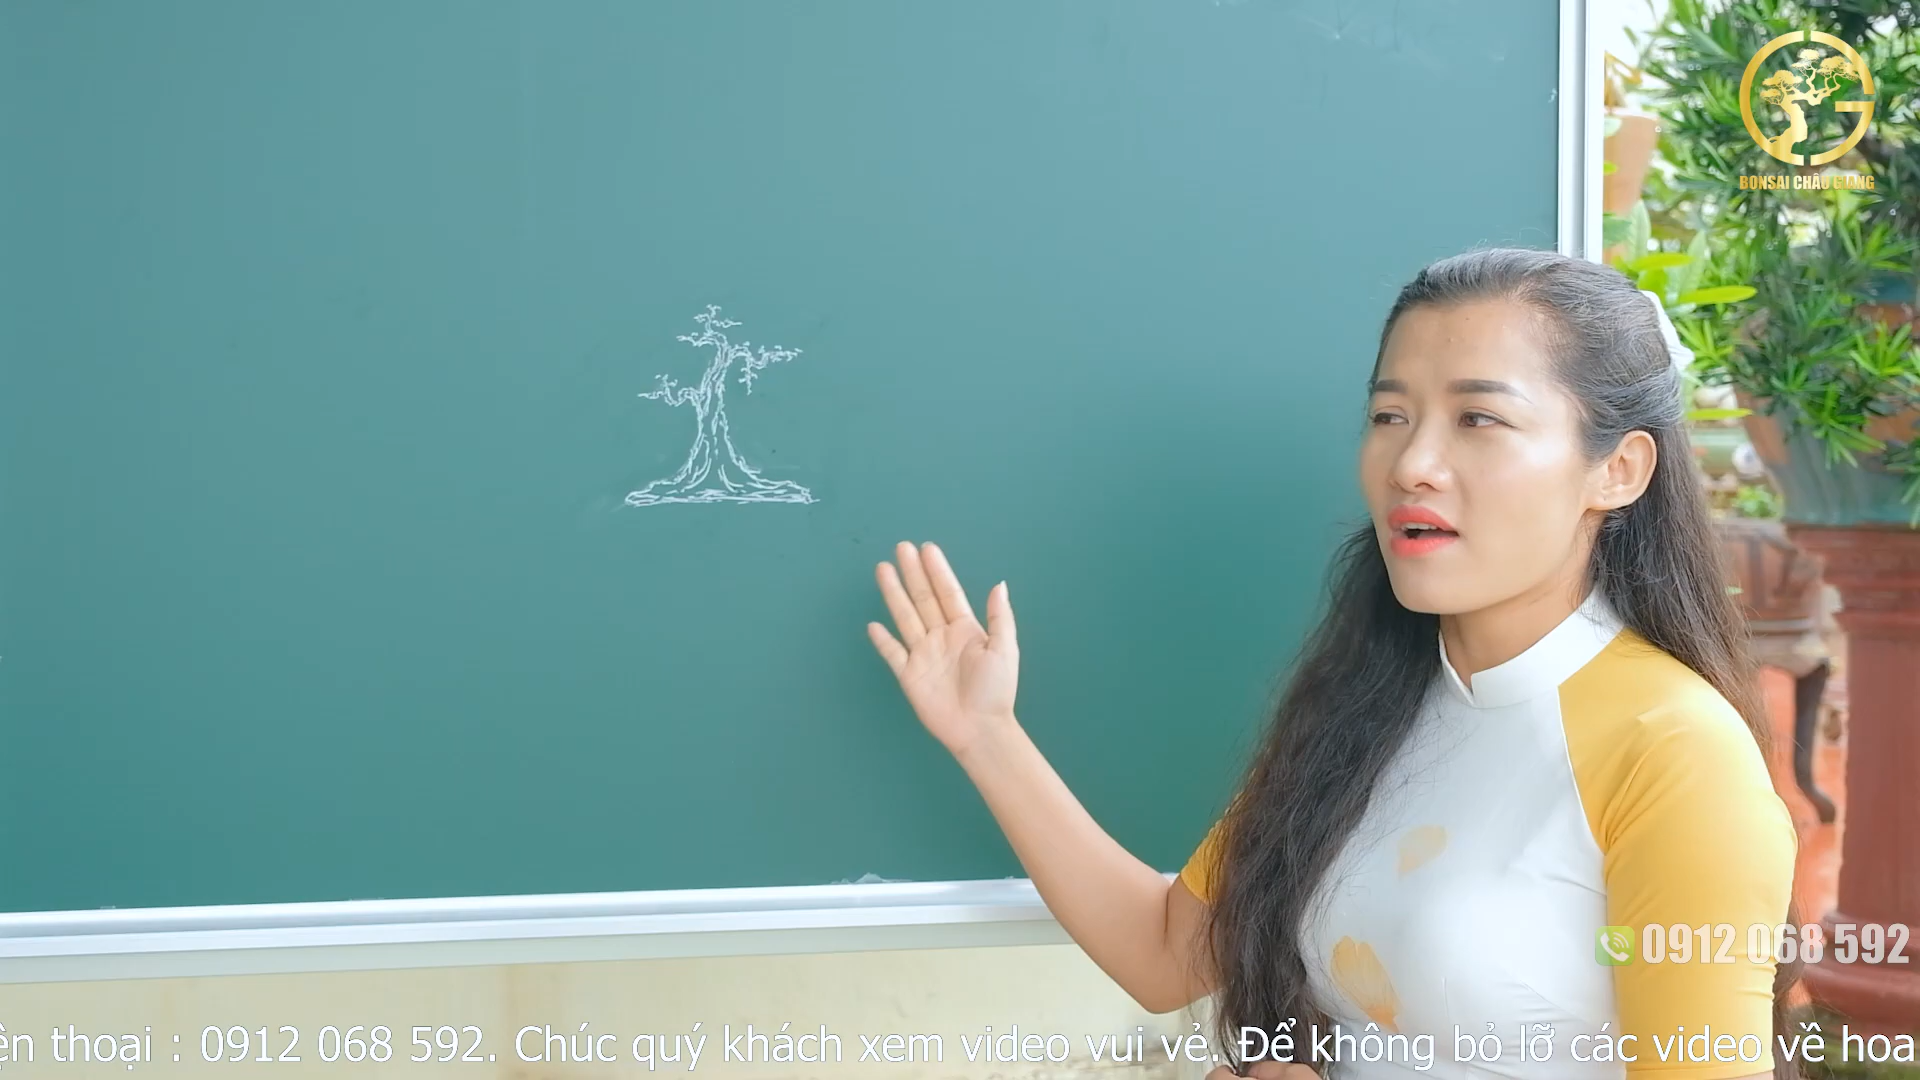 BONSAI CHÂU GIANG
0912 068 592
ện thoại : 0912 068 592. Chúc quý khách xem video vui vẻ. Để không bỏ lỡ các video về hoa